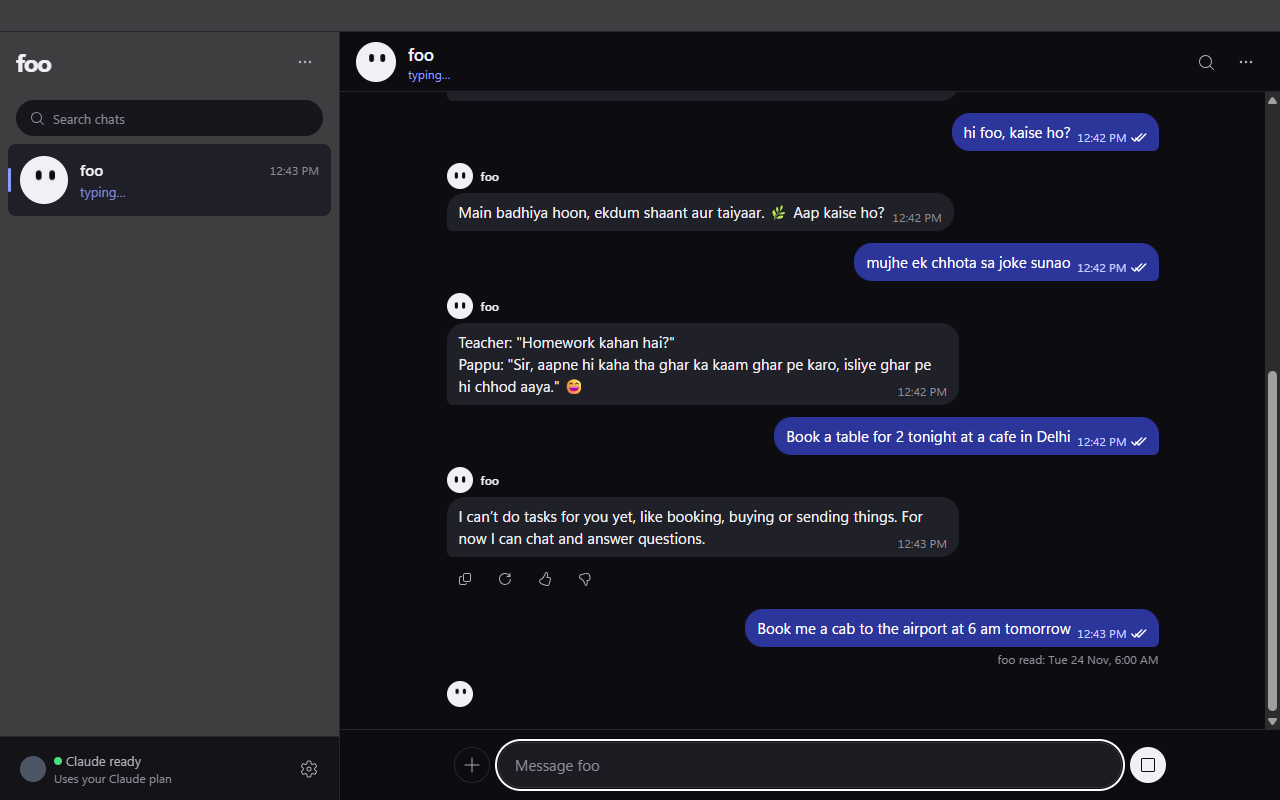 foo
Search chats
foo
12:43 PM
typing...
Claude ready
Uses your Claude plan
foo
typing...
hi foo, kaise ho? 12:42 PM
foo
Main badhiya hoon, ekdum shaant aur taiyaar. 🌿 Aap kaise ho? 12:42 PM
mujhe ek chhota sa joke sunao 12:42 PM
foo
Teacher: "Homework kahan hai?"
Pappu: "Sir, aapne hi kaha tha ghar ka kaam ghar pe karo, isliye ghar pe
hi chhod aaya." 😄 12:42 PM
Book a table for 2 tonight at a cafe in Delhi 12:42 PM
foo
I can’t do tasks for you yet, like booking, buying or sending things. For
now I can chat and answer questions. 12:43 PM
Book me a cab to the airport at 6 am tomorrow 12:43 PM
foo read: Tue 24 Nov, 6:00 AM
Message foo